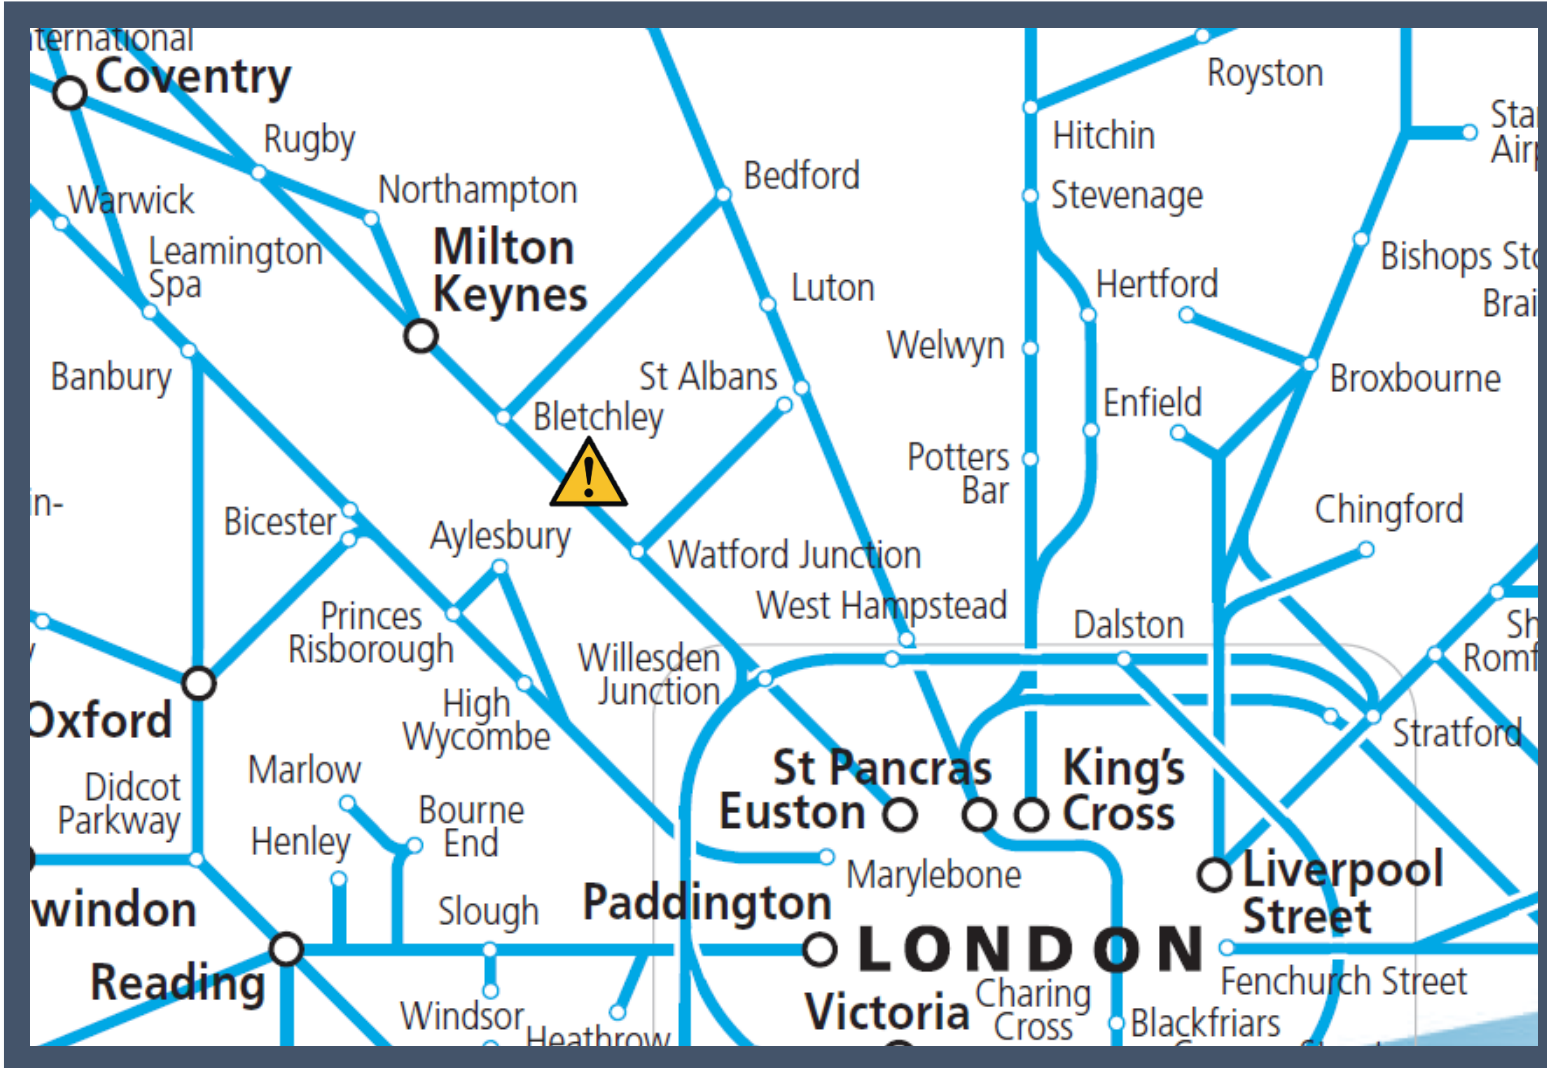 ternational
Coventry
Royston
Rugby
Hitchin
Bedford
Northampton
Warwick
Stevenage
Milton
Keynes
Leamington
Spa
Bishops
Luton
Hertford
Welwyn
Banbury
St Albans
Broxbourne
Enfield
Bletchley
!
Potters
Bar
in-
Chingford
Bicester
Aylesbury
Watford Junction
West Hampstead
Princes
Risborough
Dalston
Willesden
Junction
High
Wycombe
Oxford
Stratford
Marlow
St Pancras
King's
Cross
Didcot
Parkway
Bourne
End
Euston
Henley
Marylebone
Liverpool
Street
windon
Slough
Paddington
LONDON
Reading
Fenchurch Street
Windsor
Heathrow
Victoria
Charing
Cross
Blackfriars